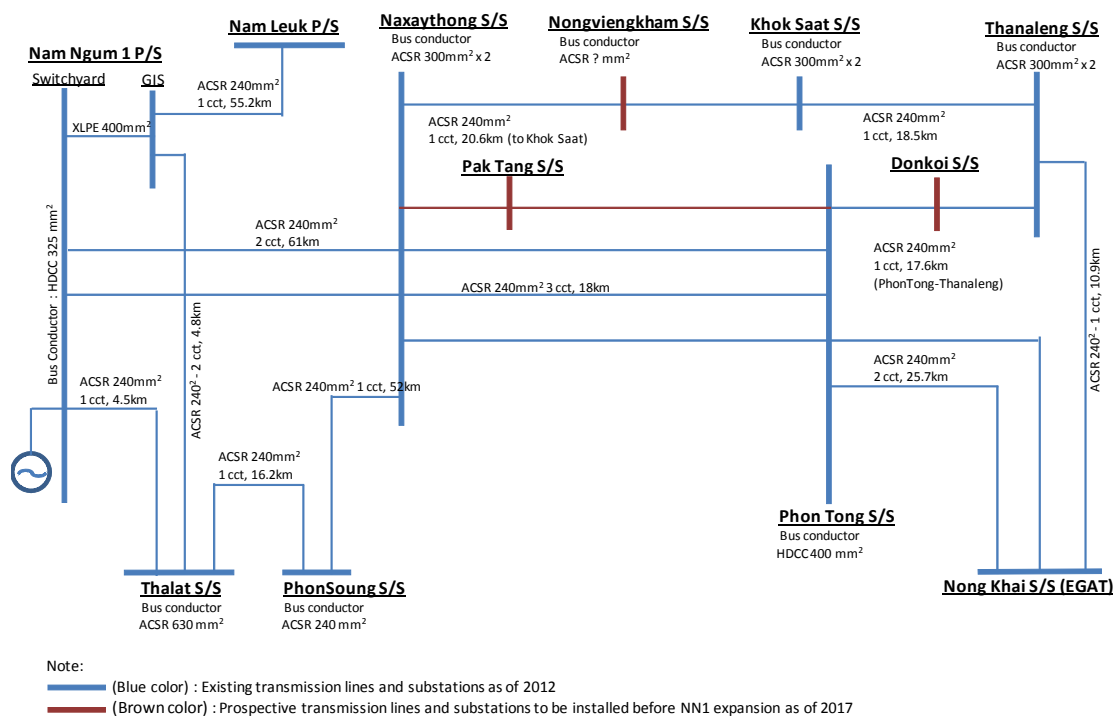 Nam Ngum 1 P/S
Switchyard
GIS
Nam Leuk P/S
Naxaythong S/S
Bus conductor
ACSR 300mm² x 2
Nongviengkham S/S
Bus conductor
ACSR ? mm²
Khok Saat S/S
Bus conductor
ACSR 300mm² x 2
Thanaleng S/S
Bus conductor
ACSR 300mm² x 2
ACSR 240mm²
1 cct, 55.2km
XLPE 400mm²
ACSR 240mm²
1 cct, 20.6km (to Khok Saat)
ACSR 240mm²
1 cct, 18.5km
Pak Tang S/S
Donkoi S/S
ACSR 240mm²
2 cct, 61km
ACSR 240mm²
1 cct, 17.6km
(PhonTong-Thanaleng)
Bus Conductor : HDCC 325 mm²
ACSR 240² - 2 cct, 4.8km
ACSR 240mm² 3 cct, 18km
ACSR 240² - 1 cct, 10.9km
ACSR 240mm²
1 cct, 4.5km
ACSR 240mm² 1 cct, 52km
ACSR 240mm²
2 cct, 25.7km
ACSR 240mm²
1 cct, 16.2km
Thalat S/S
Bus conductor
ACSR 630 mm²
PhonSoung S/S
Bus conductor
ACSR 240 mm²
Phon Tong S/S
Bus conductor
HDCC400 mm²
Nong Khai S/S (EGAT)
Note:
(Blue color) : Existing transmission lines and substations as of 2012
(Brown color) : Prospective transmission lines and substations to be installed before NN1 expansion as of 2017